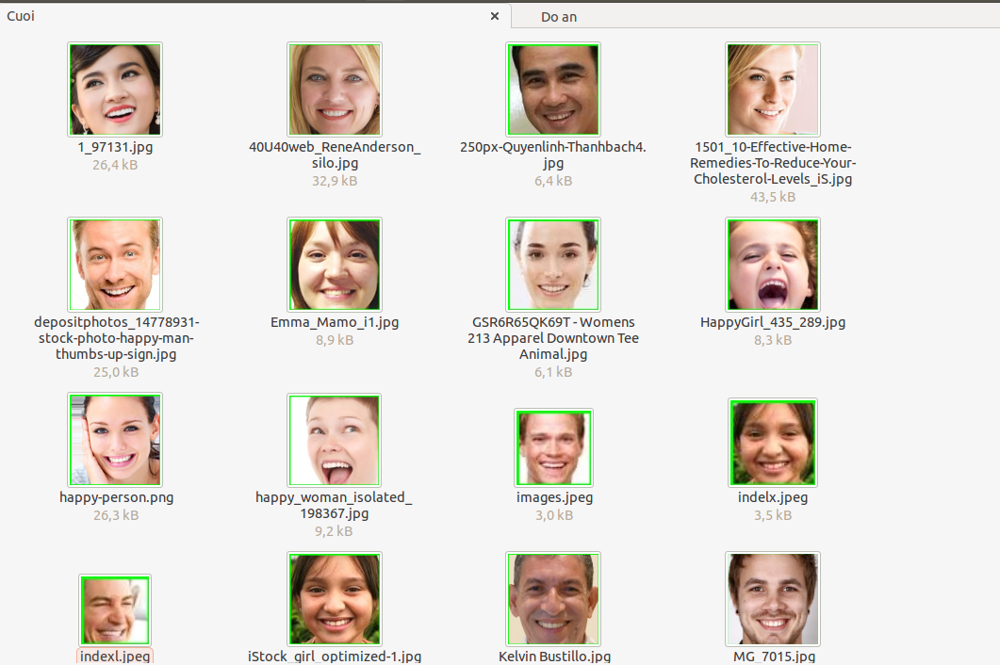 Cuoi
Do an
1_97131.jpg
26,4 kB
40U40web_ReneAnderson_
silo.jpg
32,9 kB
250px-Quyenlinh-Thanhbach4.
jpg
6,4 kB
1501_10-Effective-Home-
Remedies-To-Reduce-Your-
Cholesterol-Levels_iS.jpg
43,5 kB
depositphotos_14778931-
stock-photo-happy-man-
thumbs-up-sign.jpg
25,0 kB
Emma_Mamo_i1.jpg
8,9 kB
GSR6R65QK69T - Womens
213 Apparel Downtown Tee
Animal.jpg
6,1 kB
HappyGirl_435_289.jpg
8,3 kB
happy-person.png
26,3 kB
happy_woman_isolated_
198367.jpg
9,2 kB
images.jpeg
3,0 kB
indelx.jpeg
3,5 kB
indexl.jpeg
iStock_girl_optimized-1.jpg
Kelvin Bustillo.jpg
MG_7015.jpg